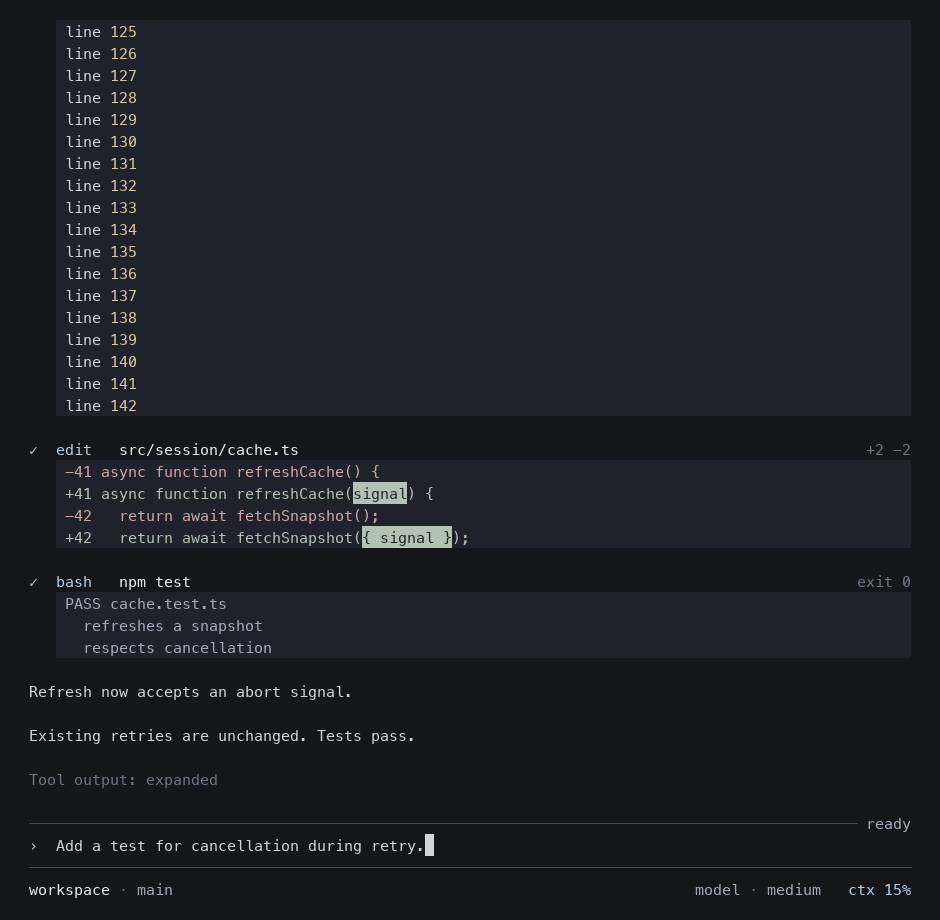 line 125
line 126
line 127
line 128
line 129
line 130
line 131
line 132
line 133
line 134
line 135
line 136
line 137
line 138
line 139
line 140
line 141
line 142
✓ edit src/session/cache.ts +2 −2
−41 async function refreshCache() {
+41 async function refreshCache(signal) {
−42   return await fetchSnapshot();
+42   return await fetchSnapshot({ signal });
✓ bash npm test exit 0
PASS cache.test.ts
  refreshes a snapshot
  respects cancellation
Refresh now accepts an abort signal.
Existing retries are unchanged. Tests pass.
Tool output: expanded
ready
› Add a test for cancellation during retry.
workspace · main model · medium ctx 15%